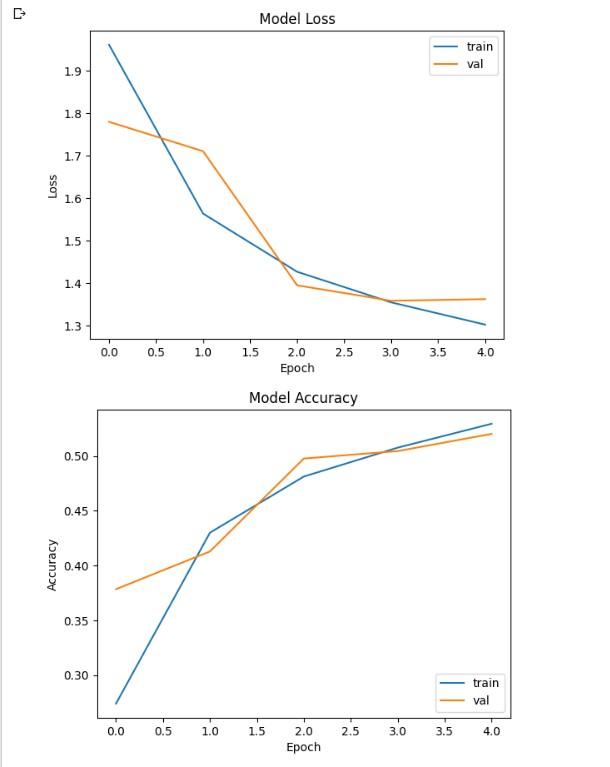 Model Loss
train
val
1.9
1.8
1.7
1.6
1.5
1.4
1.3
Loss
0.0 0.5 1.0 1.5 2.0 2.5 3.0 3.5 4.0
Epoch
Model Accuracy
0.50
0.45
0.40
0.35
0.30
Accuracy
train
val
0.0 0.5 1.0 1.5 2.0 2.5 3.0 3.5 4.0
Epoch